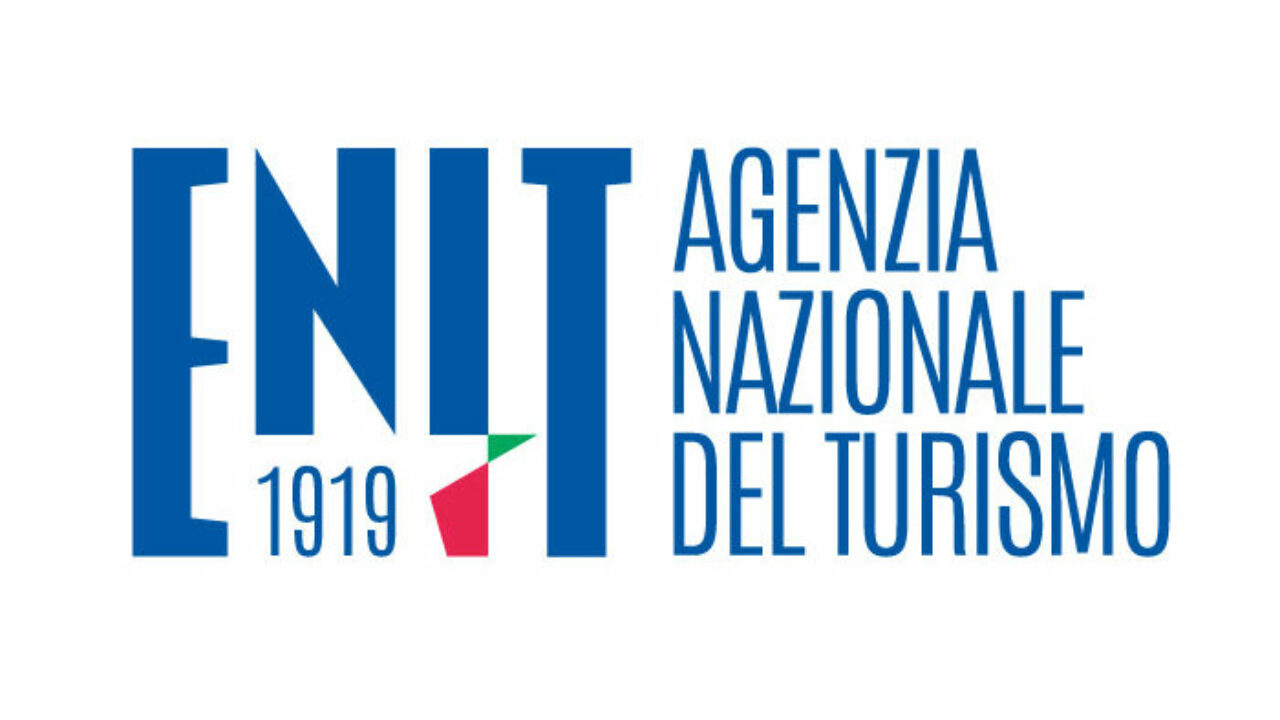 ENIT
1919
AGENZIA
NAZIONALE
DEL TURISMO